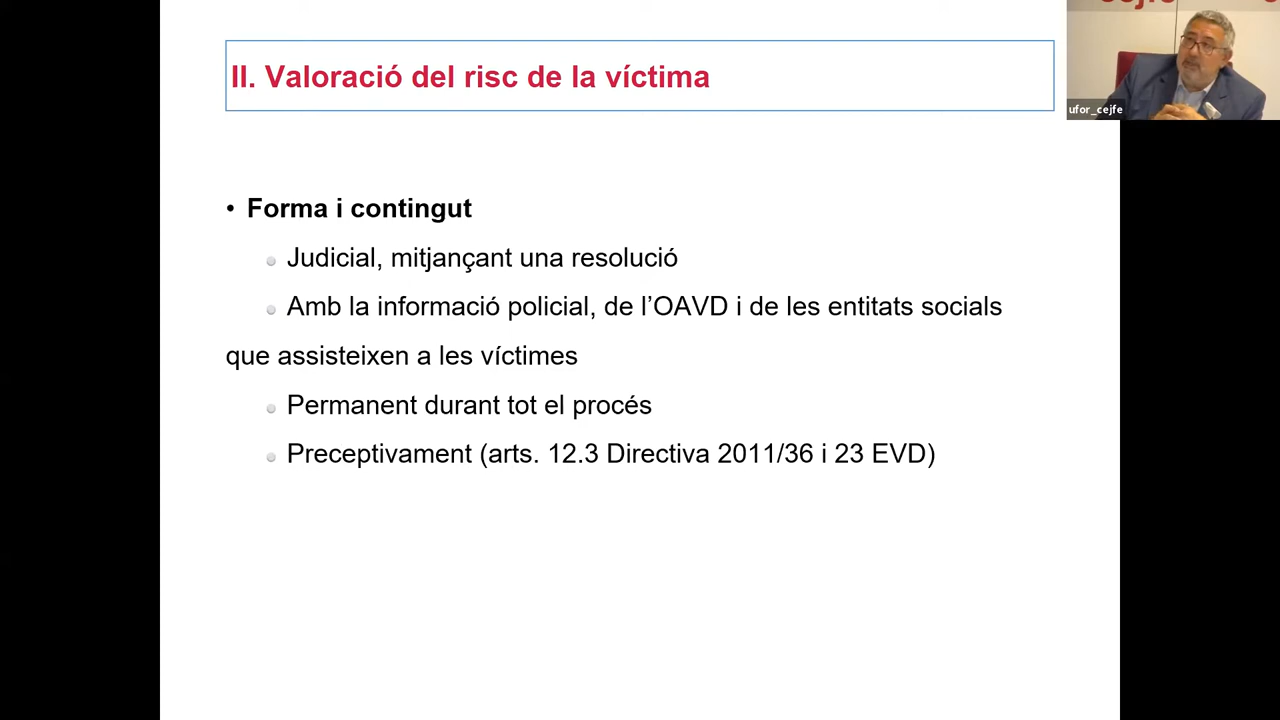 cejfe
II. Valoració del risc de la víctima
ufor_cejfe
• Forma i contingut
Judicial, mitjançant una resolució
Amb la informació policial, de l’OAVD i de les entitats socials
que assisteixen a les víctimes
Permanent durant tot el procés
Preceptivament (arts. 12.3 Directiva 2011/36 i 23 EVD)